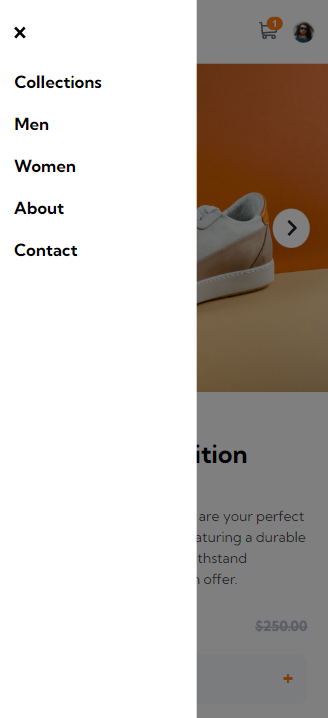 1
Collections
Men
Women
About
Contact
ition
are your perfect
aturing a durable
thstand
offer.
$250.00
+